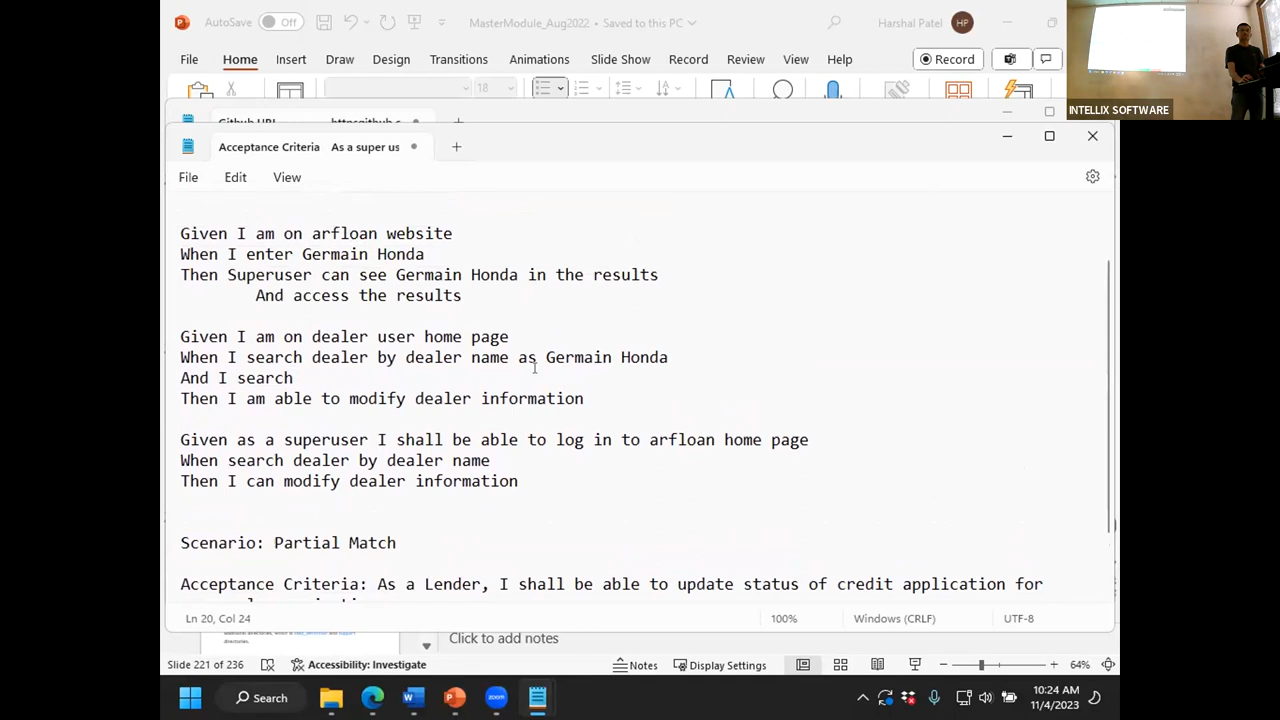 AutoSave Off MasterModule_Aug2022 – Saved to this PC Harshal Patel HP
File Home Insert Draw Design Transitions Animations Slide Show Record Review View Help Record
18
INTELLIX SOFTWARE
Acceptance Criteria As a super us
File Edit View
Given I am on arfloan website
When I enter Germain Honda
Then Superuser can see Germain Honda in the results
And access the results
Given I am on dealer user home page
When I search dealer by dealer name as Germain Honda
And I search
Then I am able to modify dealer information
Given as a superuser I shall be able to log in to arfloan home page
When search dealer by dealer name
Then I can modify dealer information
Scenario: Partial Match
Acceptance Criteria: As a Lender, I shall be able to update status of credit application for
Ln 20, Col 24 100% Windows (CRLF) UTF-8
directories.
Click to add notes
Slide 221 of 236 Accessibility: Investigate Notes Display Settings 64%
Search zoom 10:24 AM
11/4/2023